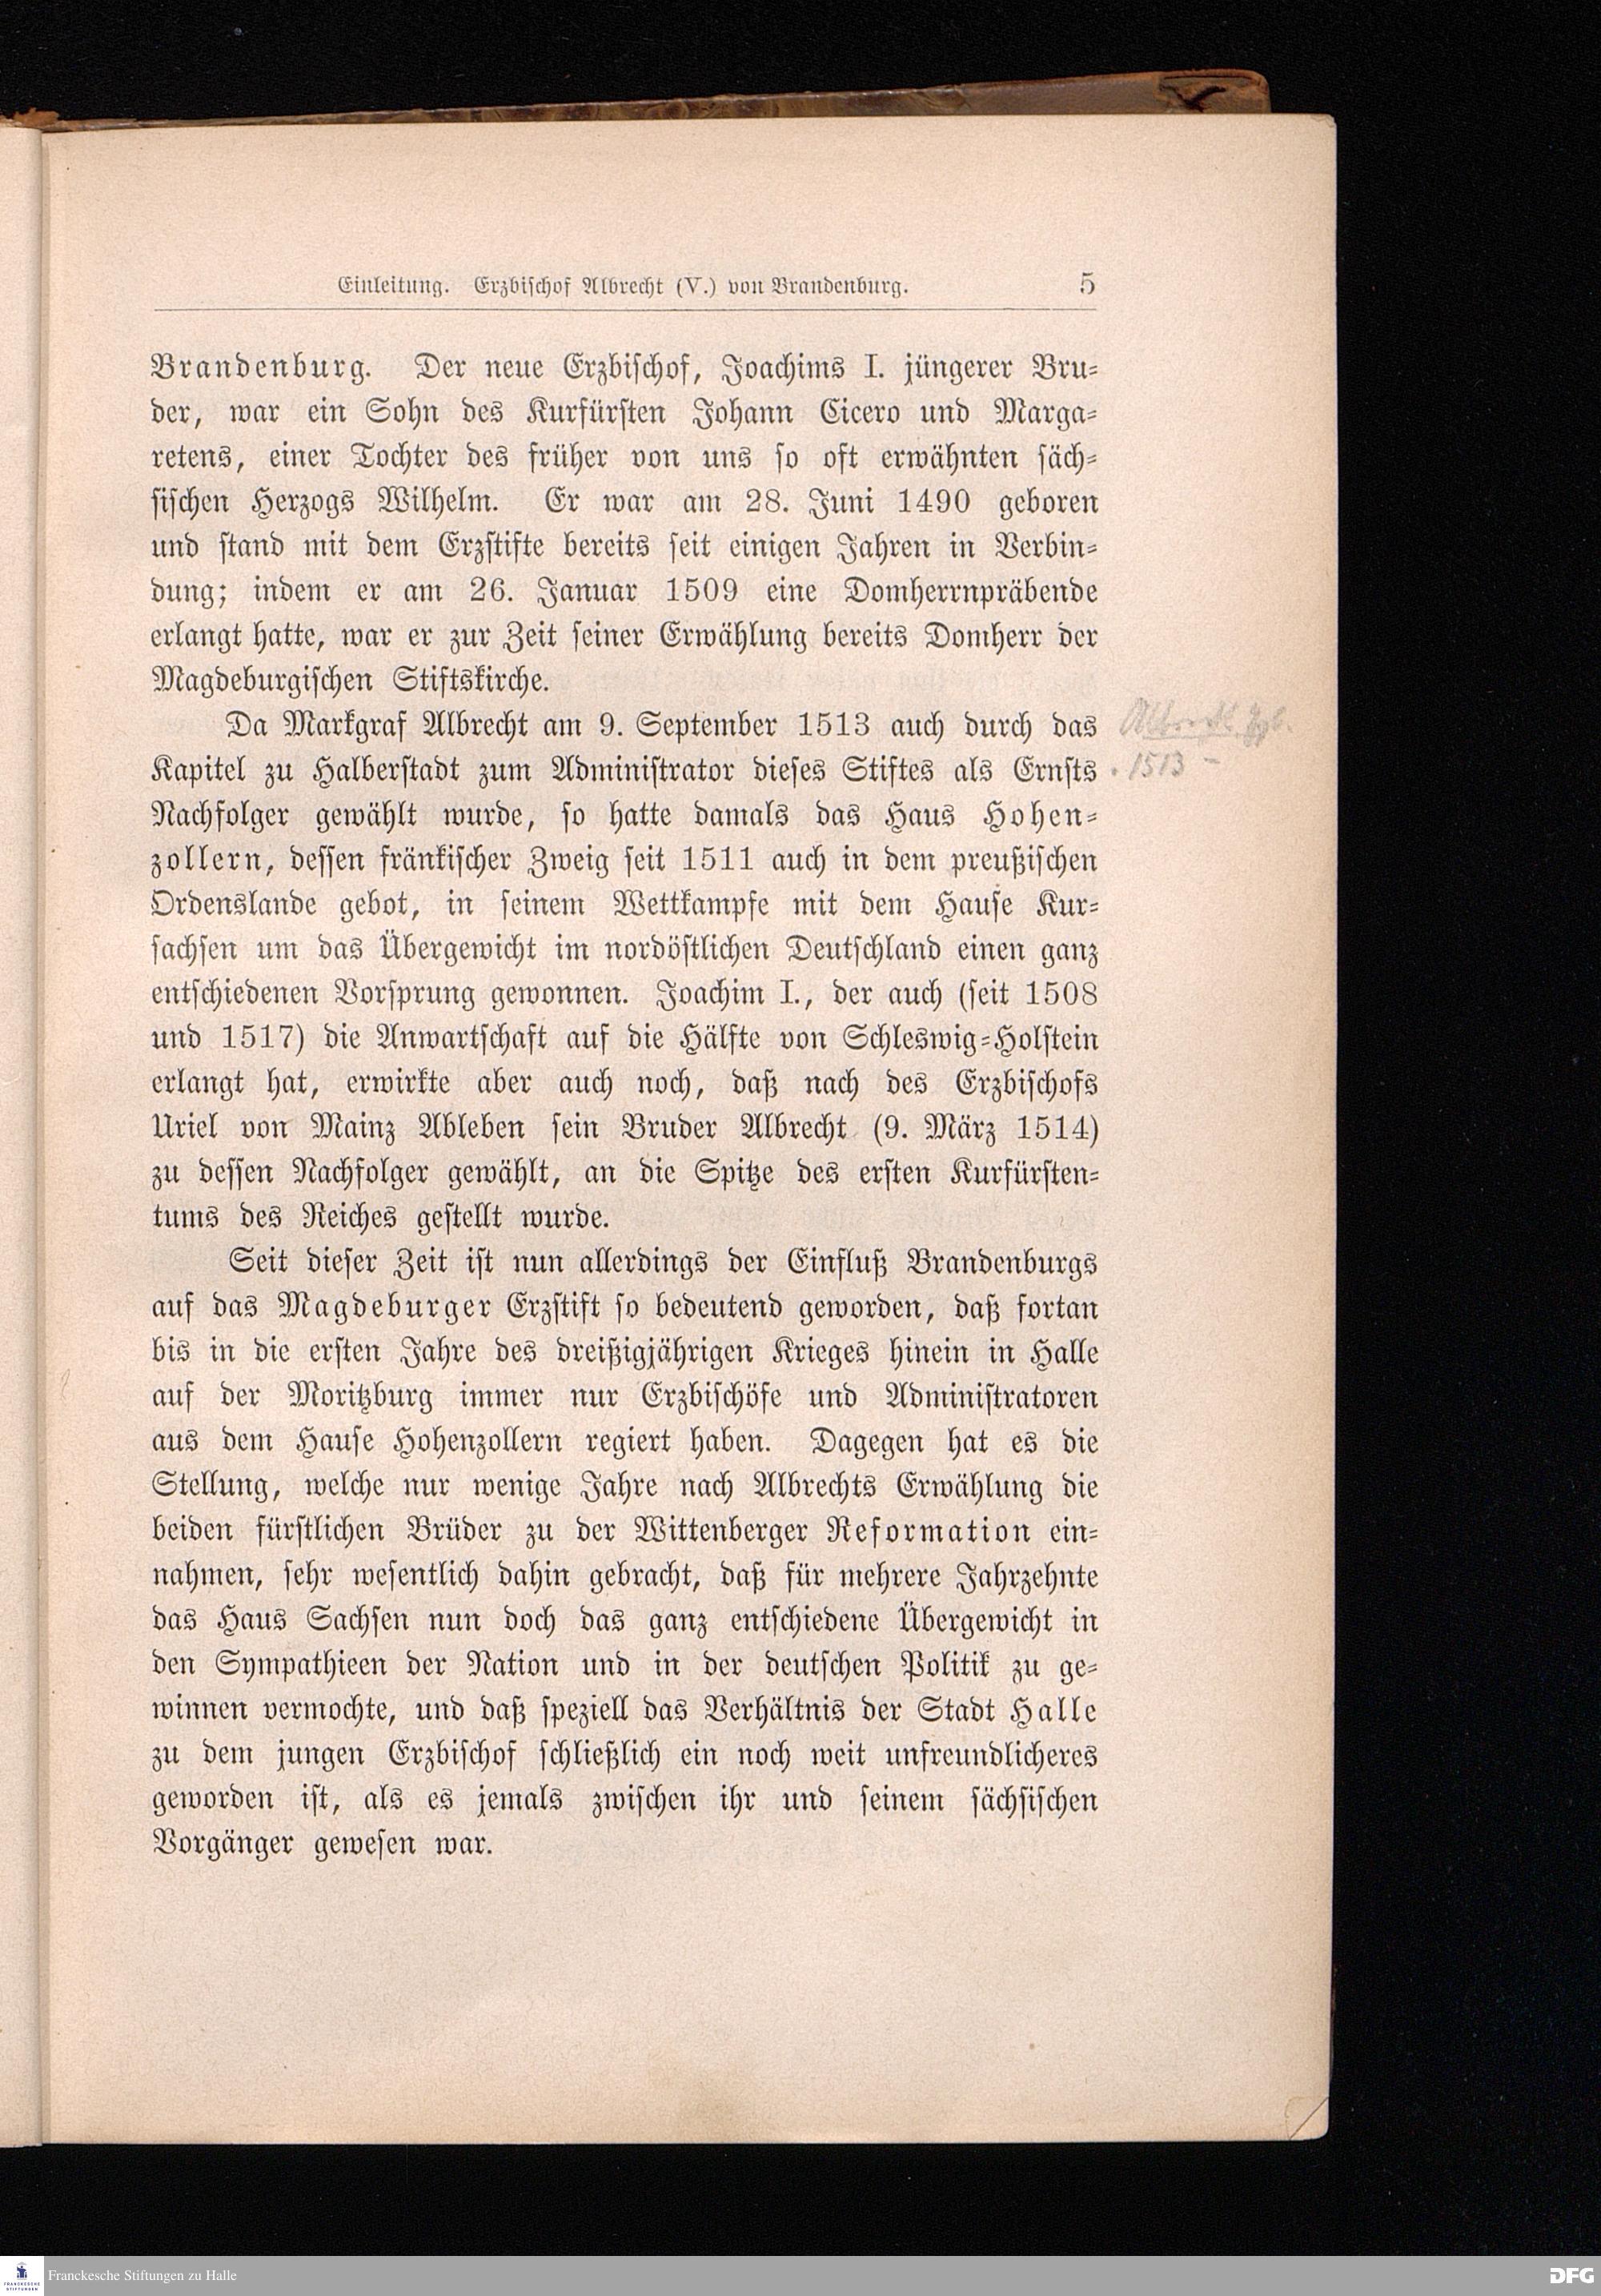 Einleitung. Erzbischof Albrecht (V.) von Brandenburg. 5
Brandenburg. Der neue Erzbischof, Joachims I. jüngerer Bru-
der, war ein Sohn des Kurfürsten Johann Cicero und Marga-
retens, einer Tochter des früher von uns so oft erwähnten säch-
sischen Herzogs Wilhelm. Er war am 28. Juni 1490 geboren
und stand mit dem Erzstifte bereits seit einigen Jahren in Verbin-
dung; indem er am 26. Januar 1509 eine Domherrnpräbende
erlangt hatte, war er zur Zeit seiner Erwählung bereits Domherr der
Magdeburgischen Stiftskirche.
Da Markgraf Albrecht am 9. September 1513 auch durch das
Kapitel zu Halberstadt zum Administrator dieses Stiftes als Ernsts
Nachfolger gewählt wurde, so hatte damals das Haus Hohen-
zollern, dessen fränkischer Zweig seit 1511 auch in dem preußischen
Ordenslande gebot, in seinem Wettkampfe mit dem Hause Kur-
sachsen um das Übergewicht im nordöstlichen Deutschland einen ganz
entschiedenen Vorsprung gewonnen. Joachim I., der auch (seit 1508
und 1517) die Anwartschaft auf die Hälfte von Schleswig-Holstein
erlangt hat, erwirkte aber auch noch, daß nach des Erzbischofs
Uriel von Mainz Ableben sein Bruder Albrecht (9. März 1514)
zu dessen Nachfolger gewählt, an die Spitze des ersten Kurfürsten-
tums des Reiches gestellt wurde.
Seit dieser Zeit ist nun allerdings der Einfluß Brandenburgs
auf das Magdeburger Erzstift so bedeutend geworden, daß fortan
bis in die ersten Jahre des dreißigjährigen Krieges hinein in Halle
auf der Moritzburg immer nur Erzbischöfe und Administratoren
aus dem Hause Hohenzollern regiert haben. Dagegen hat es die
Stellung, welche nur wenige Jahre nach Albrechts Erwählung die
beiden fürstlichen Brüder zu der Wittenberger Reformation ein-
nahmen, sehr wesentlich dahin gebracht, daß für mehrere Jahrzehnte
das Haus Sachsen nun doch das ganz entschiedene Übergewicht in
den Sympathieen der Nation und in der deutschen Politik zu ge-
winnen vermochte, und daß speziell das Verhältnis der Stadt Halle
zu dem jungen Erzbischof schließlich ein noch weit unfreundlicheres
geworden ist, als es jemals zwischen ihr und seinem sächsischen
Vorgänger gewesen war.
Albrecht
1513 –
FRANCKESCHE
STIFTUNGEN
Franckesche Stiftungen zu Halle
DFG